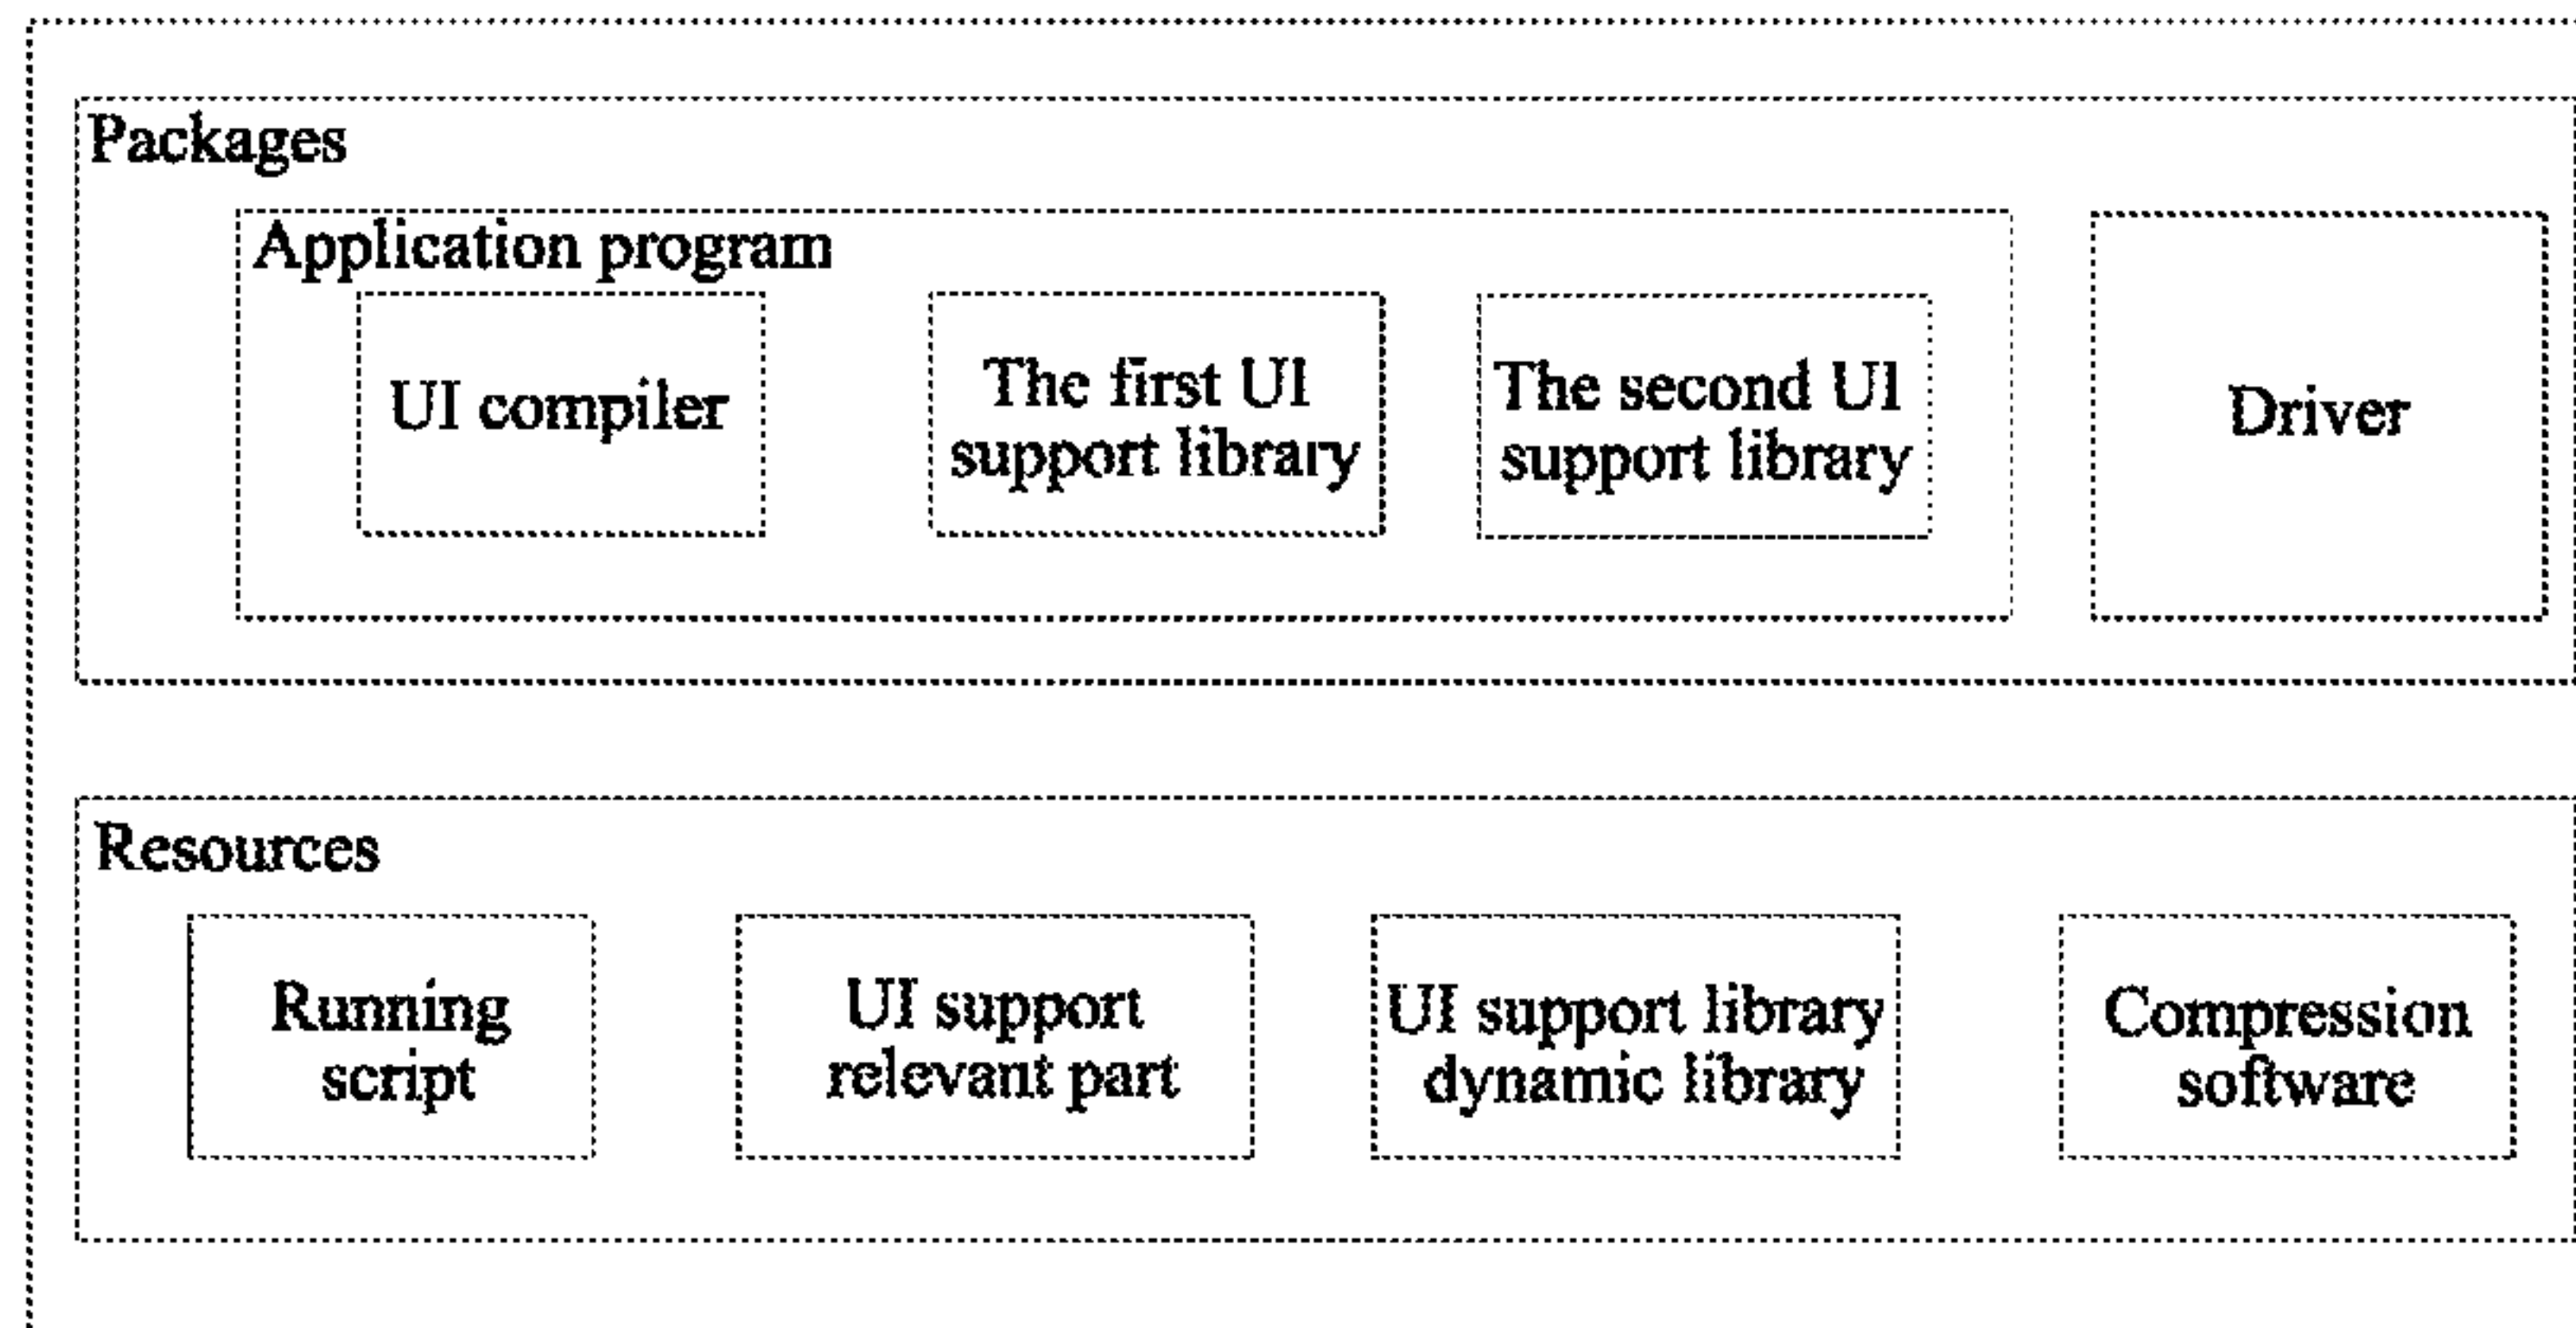 Packages
Application program
UI compiler
The first UI
support library
The second UI
support library
Driver
Resources
Running
script
UI support
relevant part
UI support library
dynamic library
Compression
software